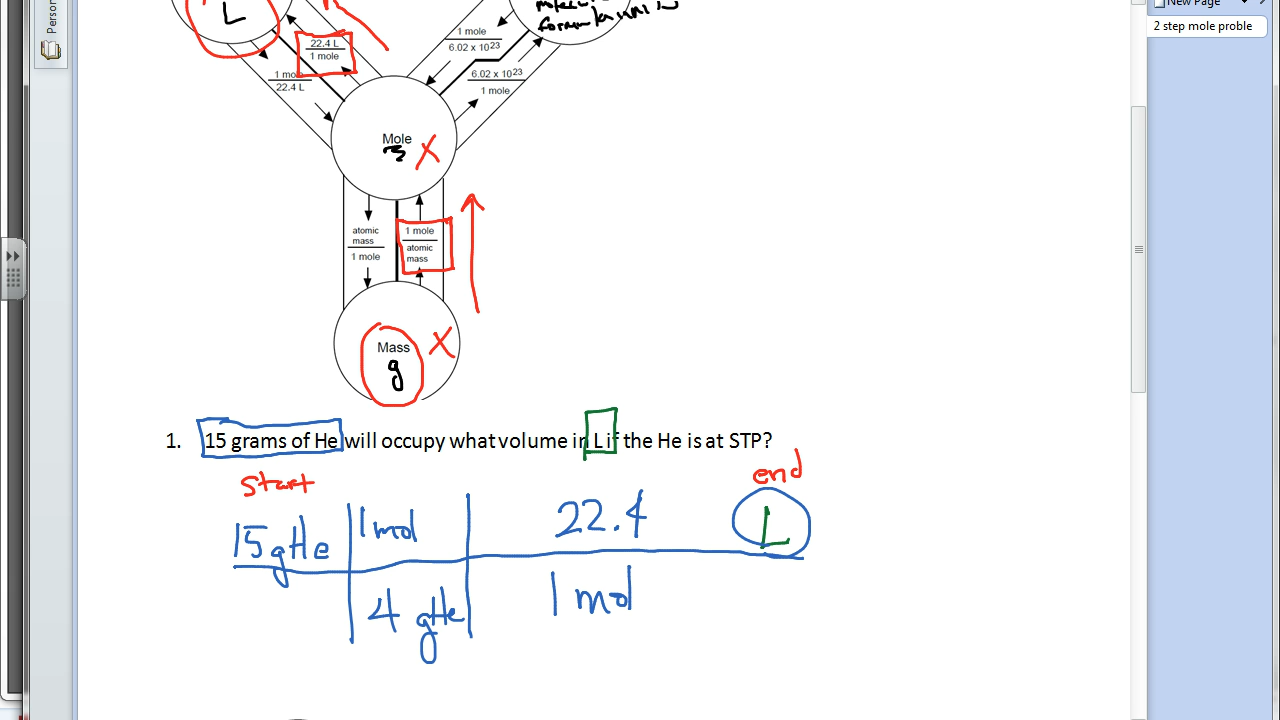 New Page
2 step mole proble
Person
L
formula uni
22.4 L
1 mole
1 mole
22.4 L
1 mole
6.02 x 10²³
6.02 x 10²³
1 mole
Mole
X
atomic
mass
1 mole
1 mole
atomic
mass
Mass
g
X
1. 15 grams of He will occupy what volume in L if the He is at STP?
start
end
15 g He 1 mol 22.4 L
4 g He 1 mol